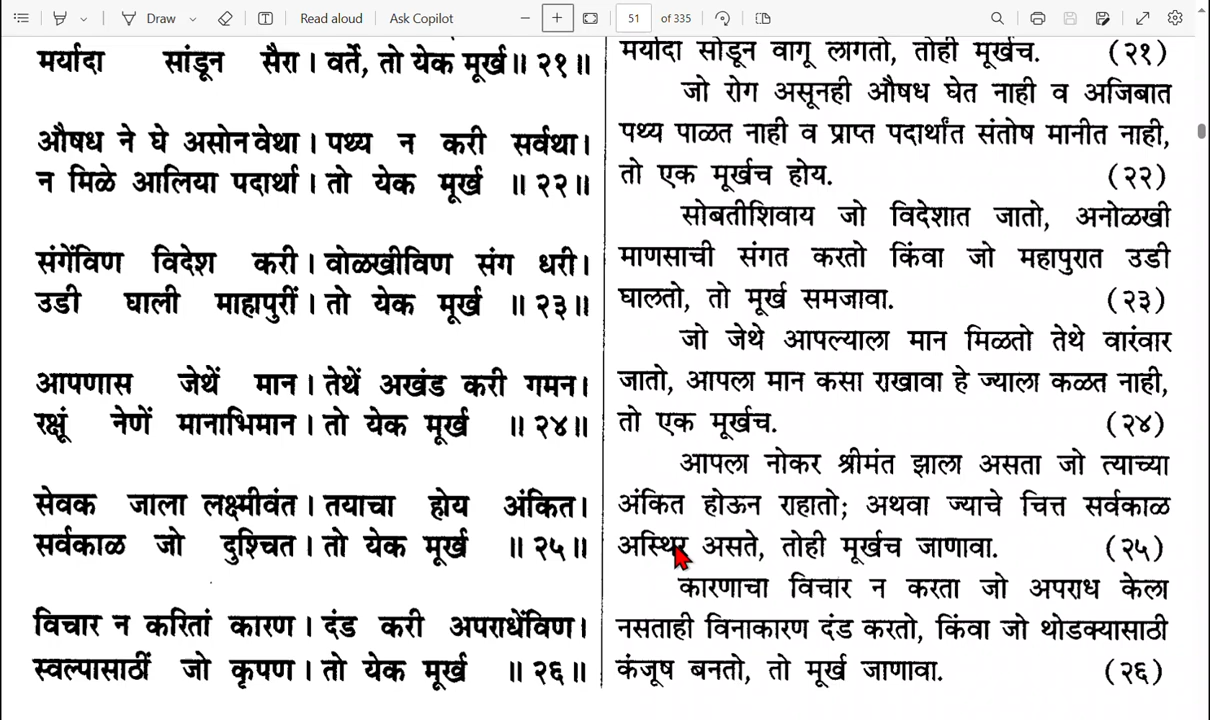 Draw
Read aloud
Ask Copilot
51 of 335
मर्यादा सांडून सैरा । वर्ते, तो येक मूर्ख ॥ २१ ॥
औषध ने घे असोन वेथा । पथ्य न करी सर्वथा ।
न मिळे आलिया पदार्था । तो येक मूर्ख ॥ २२ ॥
संगेंविण विदेश करी । वोळखीविण संग धरी ।
उडी घाली माहापुरीं । तो येक मूर्ख ॥ २३ ॥
आपणास जेथें मान । तेथें अखंड करी गमन ।
रक्षूं नेणें मानाभिमान । तो येक मूर्ख ॥ २४ ॥
सेवक जाला लक्ष्मीवंत । तयाचा होय अंकित ।
सर्वकाळ जो दुश्चित । तो येक मूर्ख ॥ २५ ॥
विचार न करितां कारण । दंड करी अपराधेंविण ।
स्वल्पासाठीं जो कृपण । तो येक मूर्ख ॥ २६ ॥
मर्यादा सोडून वागू लागतो, तोही मूर्खच. (२१)
जो रोग असूनही औषध घेत नाही व अजिबात
पथ्य पाळत नाही व प्राप्त पदार्थांत संतोष मानीत नाही,
तो एक मूर्खच होय. (२२)
सोबतीशिवाय जो विदेशात जातो, अनोळखी
माणसाची संगत करतो किंवा जो महापुरात उडी
घालतो, तो मूर्ख समजावा. (२३)
जो जेथे आपल्याला मान मिळतो तेथे वारंवार
जातो, आपला मान कसा राखावा हे ज्याला कळत नाही,
तो एक मूर्खच. (२४)
आपला नोकर श्रीमंत झाला असता जो त्याच्या
अंकित होऊन राहातो; अथवा ज्याचे चित्त सर्वकाळ
अस्थिर असते, तोही मूर्खच जाणावा. (२५)
कारणाचा विचार न करता जो अपराध केला
नसताही विनाकारण दंड करतो, किंवा जो थोडक्यासाठी
कंजूष बनतो, तो मूर्ख जाणावा. (२६)